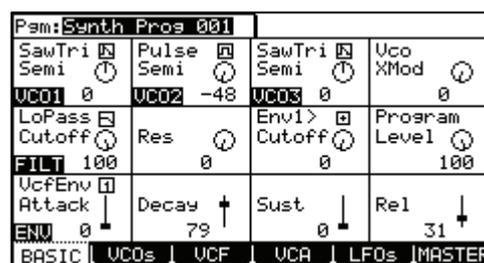 Pgm:Synth Prog 001
SawTri Pulse SawTri Vco
Semi Semi Semi XMod
VCO1 0 VCO2 -48 VCO3 0 0
LoPass Env1> Program
Cutoff Res Cutoff Level
FILT 100 0 0 100
VcfEnv 1
Attack Decay Sust Rel
ENV 0 79 0 31
BASIC VCOs VCF VCA LFOs MASTER